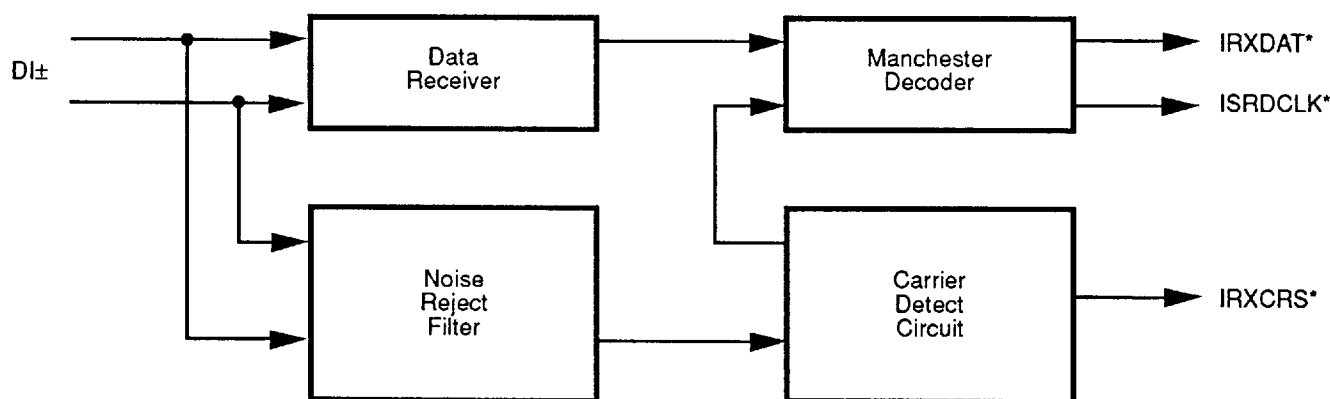 DI±
Data
Receiver
Manchester
Decoder
IRXDAT*
ISRDCLK*
Noise
Reject
Filter
Carrier
Detect
Circuit
IRXCRS*